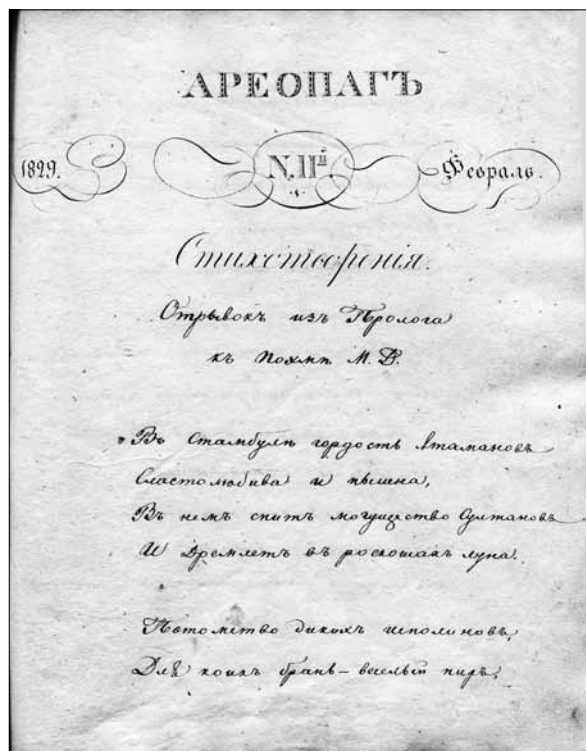 АРЕОПАГЪ
1829. N. IIй. Февраль.
Стихотворенія.
Отрывокъ изъ Пролога
къ Поэмѣ М. Д.
Въ Стамбулѣ гордость Атамановъ
Сластолюбива и пышна,
Въ немъ спитъ могущество Султановъ
И дремлетъ въ роскошахъ луна.
Потомство дикихъ исполиновъ,
Для коихъ брань – веселый пиръ,